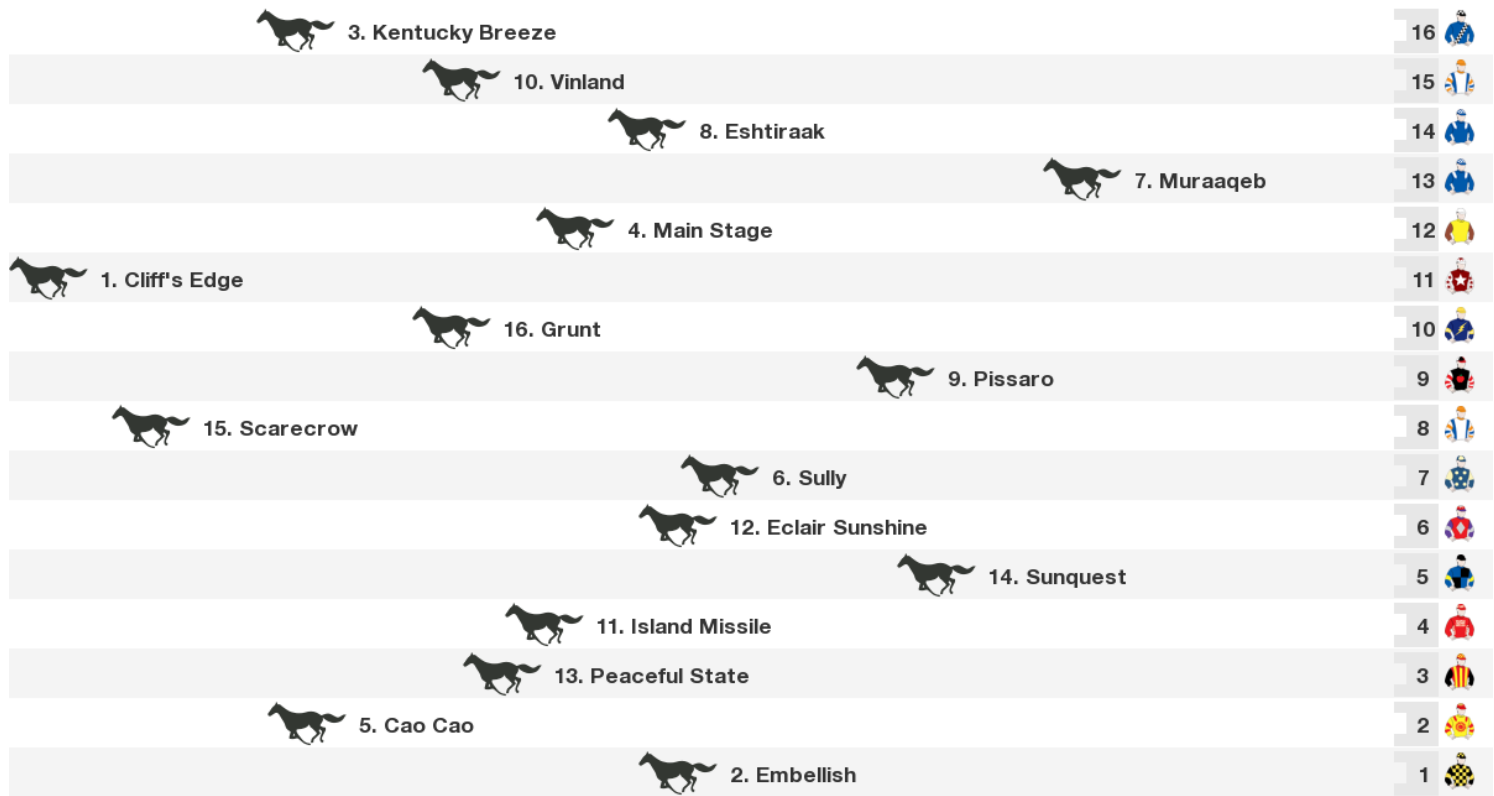 3. Kentucky Breeze 16
10. Vinland 15
8. Eshtiraak 14
7. Muraaqeb 13
4. Main Stage 12
1. Cliff's Edge 11
16. Grunt 10
9. Pissaro 9
15. Scarecrow 8
6. Sully 7
12. Eclair Sunshine 6
14. Sunquest 5
11. Island Missile 4
13. Peaceful State 3
5. Cao Cao 2
2. Embellish 1